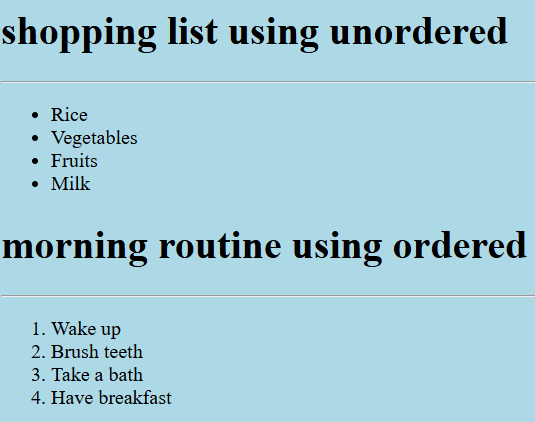 shopping list using unordered
• Rice
• Vegetables
• Fruits
• Milk
morning routine using ordered
1. Wake up
2. Brush teeth
3. Take a bath
4. Have breakfast